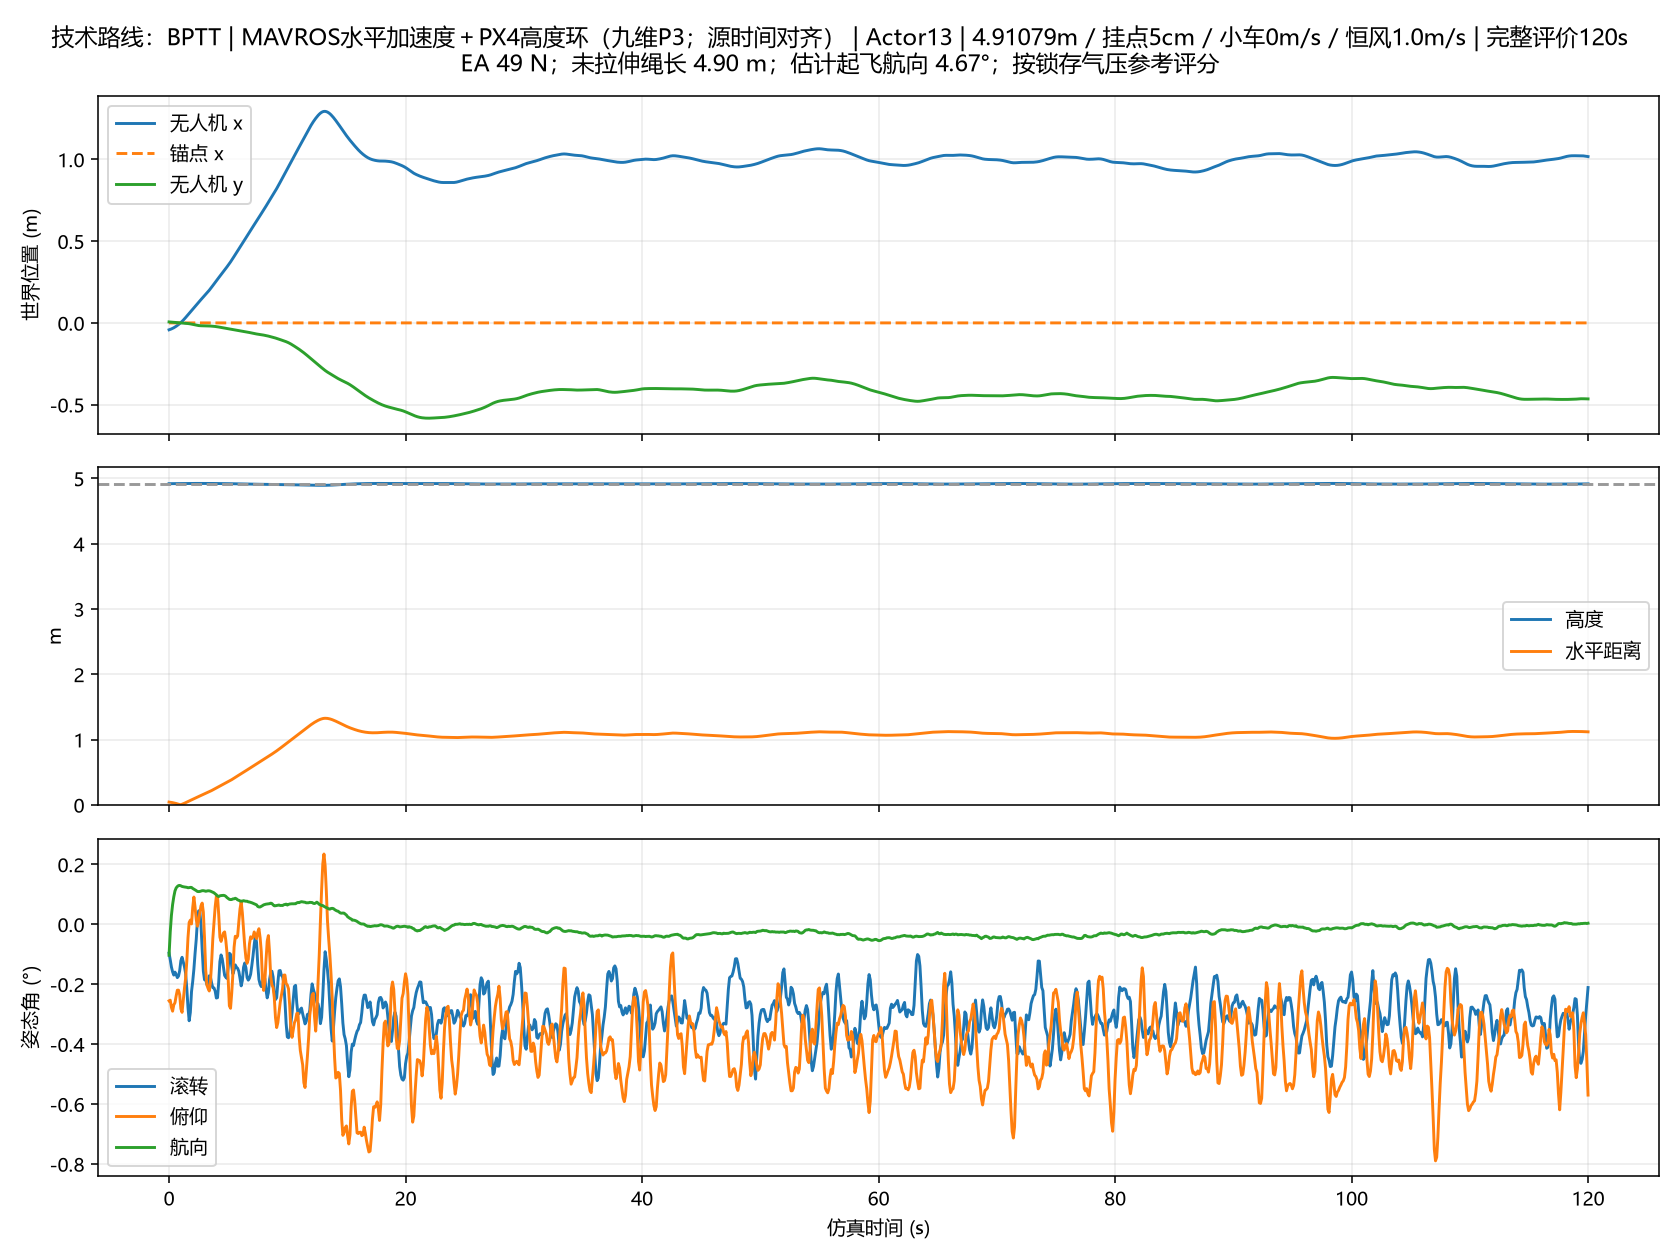 技术路线：BPTT | MAVROS水平加速度＋PX4高度环（九维P3；源时间对齐） | Actor13 | 4.91079m / 挂点5cm / 小车0m/s / 恒风1.0m/s | 完整评价120s
EA 49 N；未拉伸绳长 4.90 m；估计起飞航向 4.67°；按锁存气压参考评分
世界位置 (m)
1.0
0.5
0.0
-0.5
无人机 x
锚点 x
无人机 y
m
5
4
3
2
1
0
高度
水平距离
姿态角 (°)
0.2
0.0
-0.2
-0.4
-0.6
-0.8
滚转
俯仰
航向
0
20
40
60
80
100
120
仿真时间 (s)